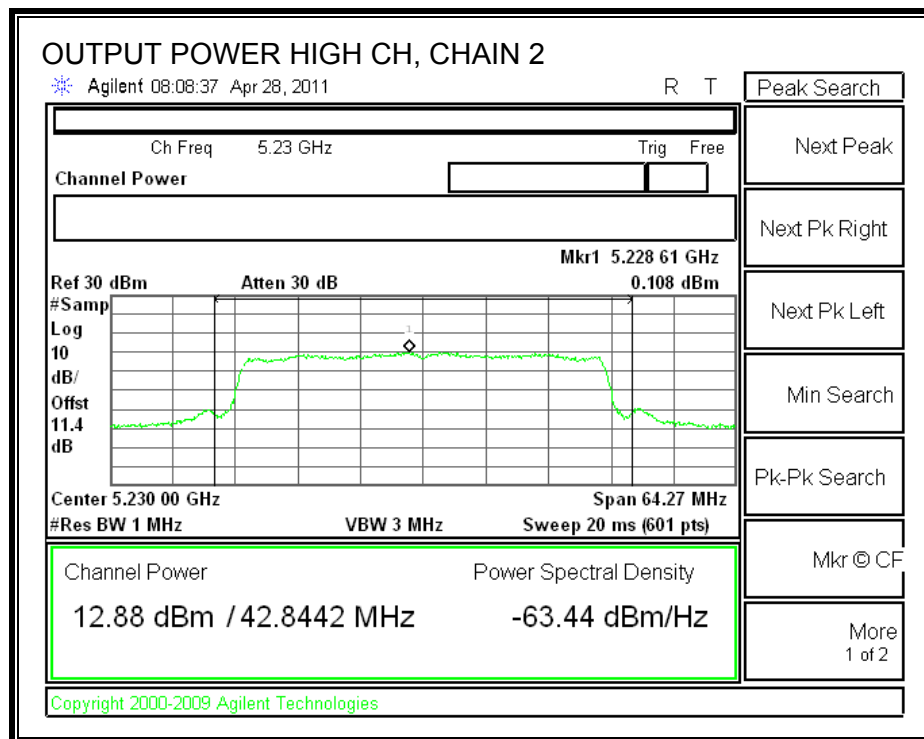 OUTPUT POWER HIGH CH, CHAIN 2
Agilent 08:08:37 Apr 28, 2011 R T
Peak Search
Ch Freq 5.23 GHz Trig Free
Channel Power
Mkr1 5.228 61 GHz
Ref 30 dBm Atten 30 dB 0.108 dBm
#Samp
Log
10
dB/
Offst
11.4
dB
1
Center 5.230 00 GHz Span 64.27 MHz
#Res BW 1 MHz VBW 3 MHz Sweep 20 ms (601 pts)
Channel Power Power Spectral Density
12.88 dBm / 42.8442 MHz -63.44 dBm/Hz
Copyright 2000-2009 Agilent Technologies
Next Peak
Next Pk Right
Next Pk Left
Min Search
Pk-Pk Search
Mkr © CF
More
1 of 2